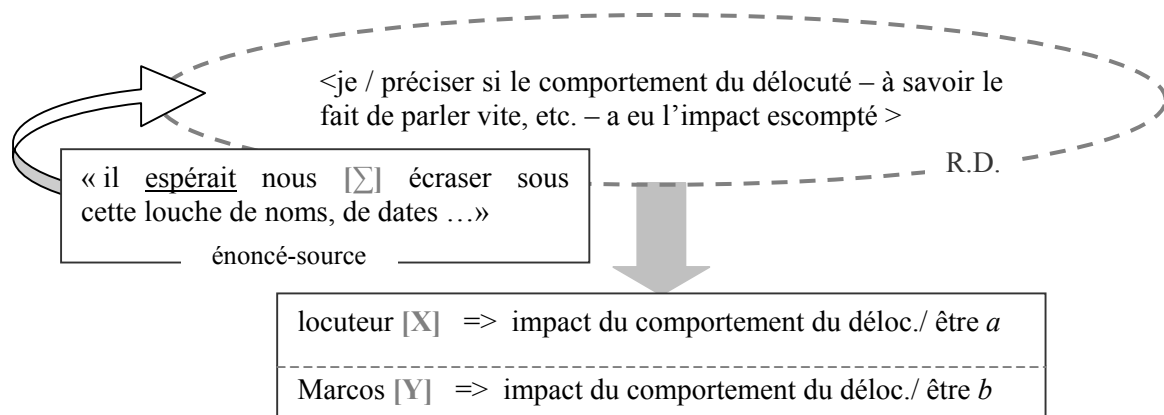 <je / préciser si le comportement du délocuté – à savoir le
fait de parler vite, etc. – a eu l’impact escompté >
R.D.
« il espérait nous [∑] écraser sous
cette louche de noms, de dates …»
énoncé-source
locuteur [X] => impact du comportement du déloc./ être a
Marcos [Y] => impact du comportement du déloc./ être b